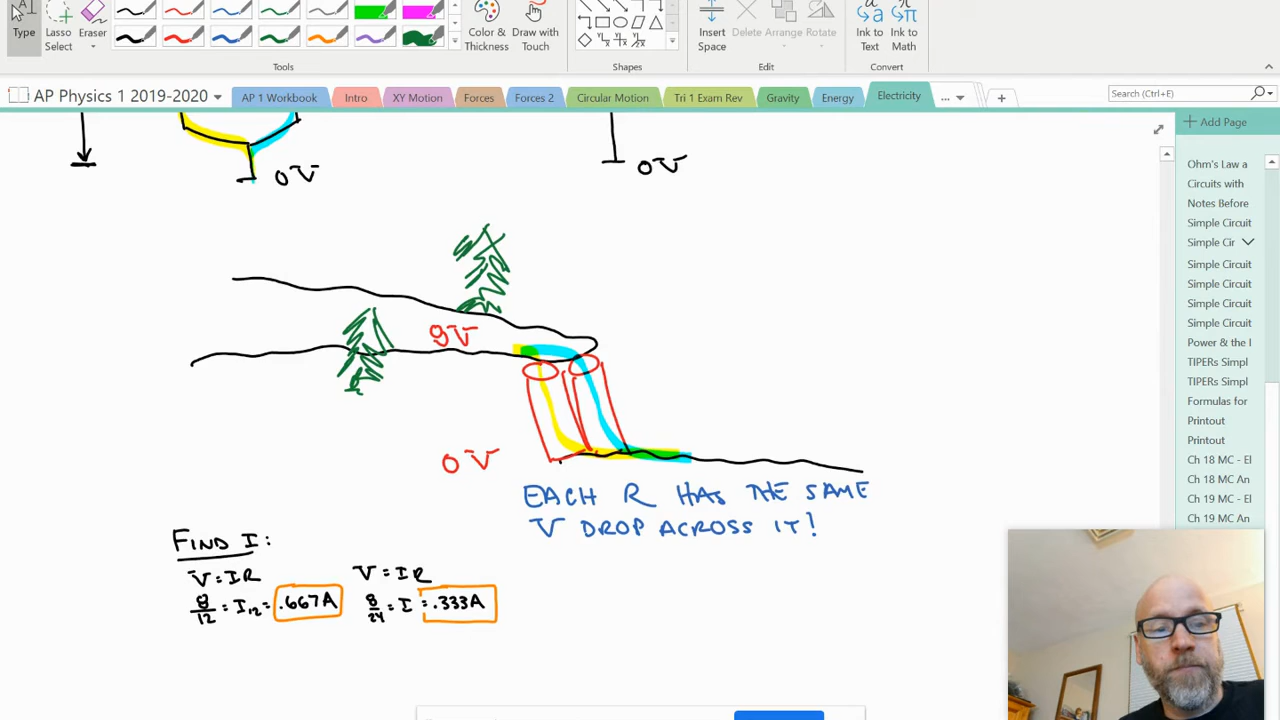 Type
Lasso
Select
Eraser
Color &
Thickness
Draw with
Touch
Insert
Space
Delete
Arrange
Rotate
Ink to
Text
Ink to
Math
Tools
Shapes
Edit
Convert
AP Physics 1 2019-2020
AP 1 Workbook
Intro
XY Motion
Forces
Forces 2
Circular Motion
Tri 1 Exam Rev
Gravity
Energy
Electricity
...
Search (Ctrl+E)
Add Page
Ohm's Law a
Circuits with
Notes Before
Simple Circuit
Simple Cir
Simple Circuit
Simple Circuit
Simple Circuit
Simple Circuit
Power & the I
TIPERs Simpl
TIPERs Simpl
Formulas for
Printout
Printout
Ch 18 MC - El
Ch 18 MC An
Ch 19 MC - El
Ch 19 MC An
0V
0V
9V
0V
EACH R HAS THE SAME
V DROP ACROSS IT!
FIND I:
V=IR
8/12 = I12 = .667A
V=IR
8/24 = I = .333A